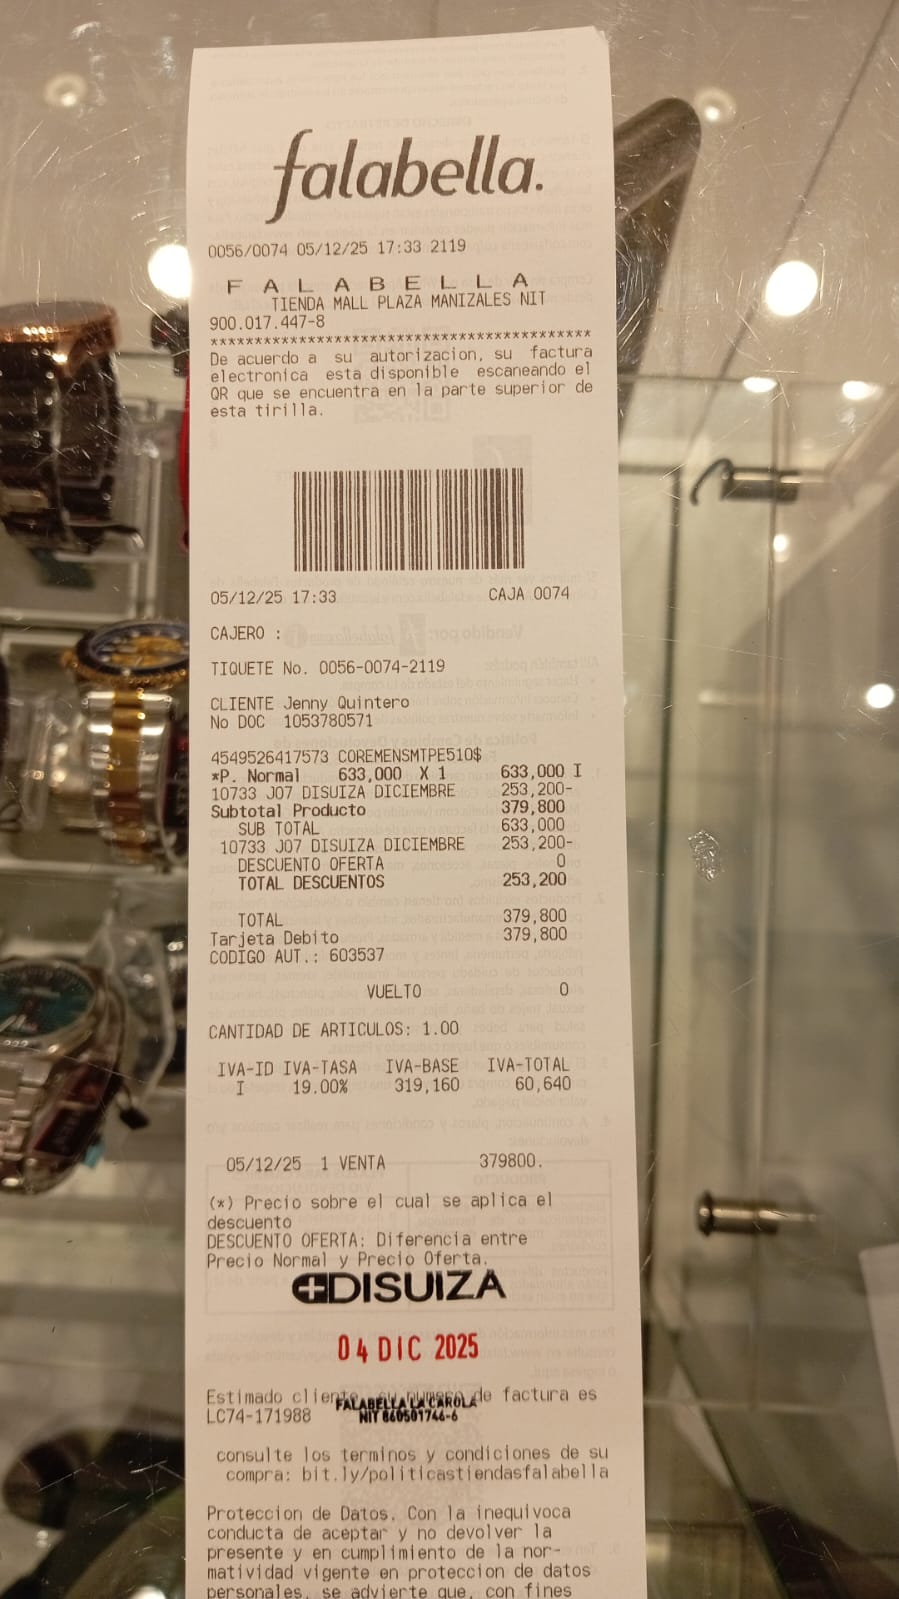 falabella.
0056/0074 05/12/25 17:33 2119
F A L A B E L L A
TIENDA MALL PLAZA MANIZALES NIT
900.017.447-8
*******************************************
De acuerdo a su autorizacion, su factura
electronica esta disponible escaneando el
QR que se encuentra en la parte superior de
esta tirilla.
05/12/25 17:33 CAJA 0074
CAJERO :
TIQUETE No. 0056-0074-2119
CLIENTE Jenny Quintero
No DOC 1053780571
4549526417573 COREMENSMTPE510$
*P. Normal 633,000 X 1 633,000 I
10733 J07 DISUIZA DICIEMBRE 253,200-
Subtotal Producto 379,800
SUB TOTAL 633,000
10733 J07 DISUIZA DICIEMBRE 253,200-
DESCUENTO OFERTA 0
TOTAL DESCUENTOS 253,200
TOTAL 379,800
Tarjeta Debito 379,800
CODIGO AUT.: 603537
VUELTO 0
CANTIDAD DE ARTICULOS: 1.00
IVA-ID IVA-TASA IVA-BASE IVA-TOTAL
I 19.00% 319,160 60,640
05/12/25 1 VENTA 379800.
(*) Precio sobre el cual se aplica el
descuento
DESCUENTO OFERTA: Diferencia entre
Precio Normal y Precio Oferta.
DISUIZA
04 DIC 2025
Estimado cliente, su numero de factura es
FALABELLA LA CAROLA
LC74-171988
NIT 860501746-6
consulte los terminos y condiciones de su
compra: bit.ly/politicastiendasfalabella
Proteccion de Datos. Con la inequivoca
conducta de aceptar y no devolver la
presente y en cumplimiento de la nor-
matividad vigente en proteccion de datos
personales, se advierte que, con fines